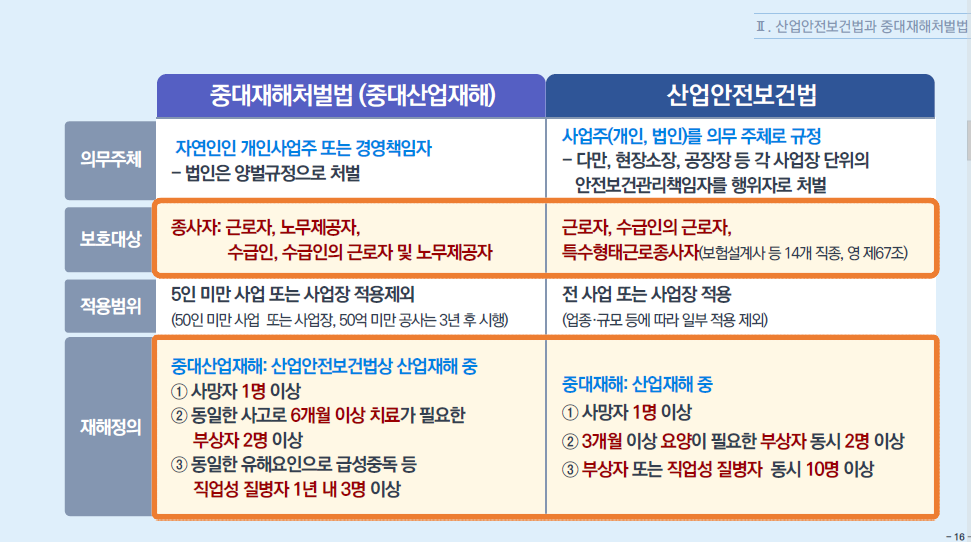 Ⅱ. 산업안전보건법과 중대재해처벌법
중대재해처벌법 (중대산업재해)
산업안전보건법
의무주체
자연인인 개인사업주 또는 경영책임자
- 법인은 양벌규정으로 처벌
사업주(개인, 법인)를 의무 주체로 규정
- 다만, 현장소장, 공장장 등 각 사업장 단위의
안전보건관리책임자를 행위자로 처벌
보호대상
종사자: 근로자, 노무제공자,
수급인, 수급인의 근로자 및 노무제공자
근로자, 수급인의 근로자,
특수형태근로종사자(보험설계사 등 14개 직종, 영 제67조)
적용범위
5인 미만 사업 또는 사업장 적용제외
(50인 미만 사업 또는 사업장, 50억 미만 공사는 3년 후 시행)
전 사업 또는 사업장 적용
(업종·규모 등에 따라 일부 적용 제외)
재해정의
중대산업재해: 산업안전보건법상 산업재해 중
① 사망자 1명 이상
② 동일한 사고로 6개월 이상 치료가 필요한
부상자 2명 이상
③ 동일한 유해요인으로 급성중독 등
직업성 질병자 1년 내 3명 이상
중대재해: 산업재해 중
① 사망자 1명 이상
② 3개월 이상 요양이 필요한 부상자 동시 2명 이상
③ 부상자 또는 직업성 질병자 동시 10명 이상
- 16 -